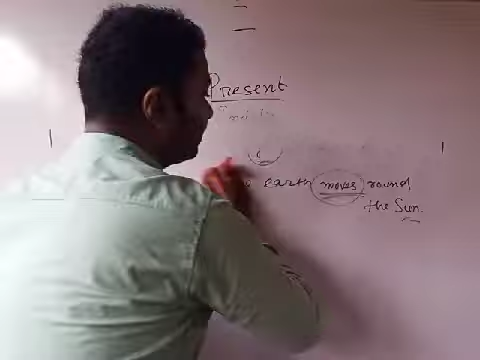 Present
earth moves round
the Sun.